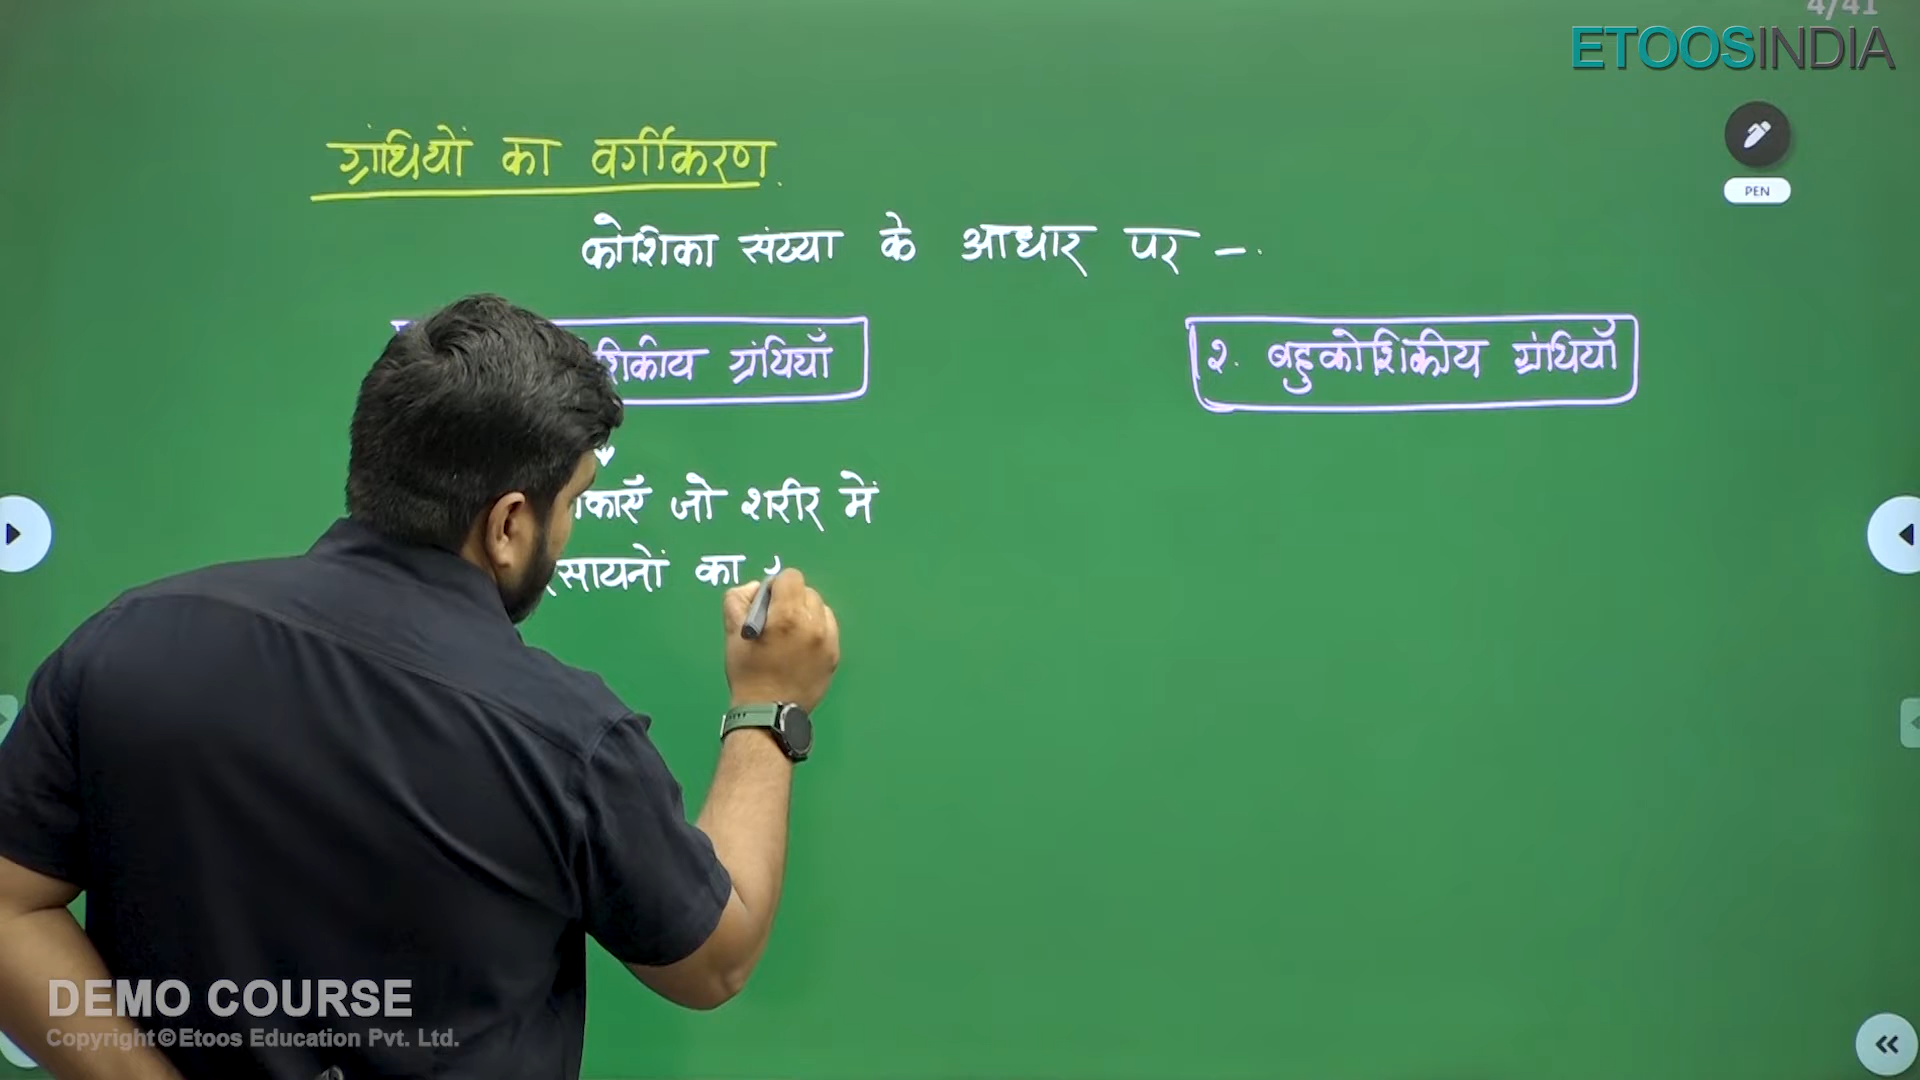 4/41
ETOOSINDIA
PEN
ग्रंथियों का वर्गीकरण
कोशिका संख्या के आधार पर –
शिकीय ग्रंथियाँ
२. बहुकोशिकीय ग्रंथियाँ
काएँ जो शरीर में
रसायनों का
DEMO COURSE
Copyright©Etoos Education Pvt. Ltd.